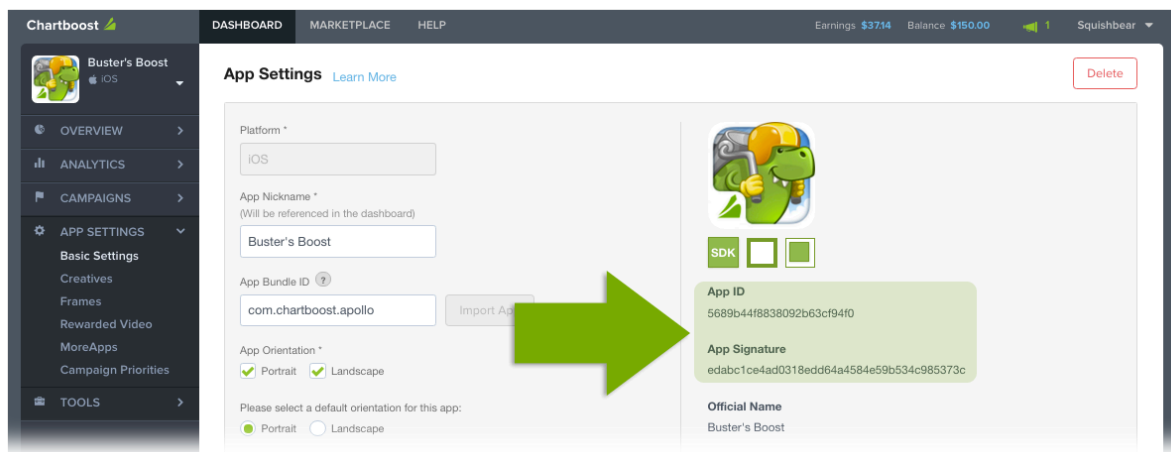 Chartboost
DASHBOARD MARKETPLACE HELP
Earnings $37.14 Balance $150.00 1 Squishbear
Buster's Boost
iOS
OVERVIEW
ANALYTICS
CAMPAIGNS
APP SETTINGS
Basic Settings
Creatives
Frames
Rewarded Video
MoreApps
Campaign Priorities
TOOLS
App Settings Learn More
Delete
Platform *
iOS
App Nickname *
(Will be referenced in the dashboard)
Buster's Boost
App Bundle ID ?
com.chartboost.apollo
Import Ap
App Orientation *
Portrait Landscape
Please select a default orientation for this app:
Portrait Landscape
SDK
App ID
5689b44f8838092b63cf94f0
App Signature
edabc1ce4ad0318edd64a4584e59b534c985373c
Official Name
Buster's Boost